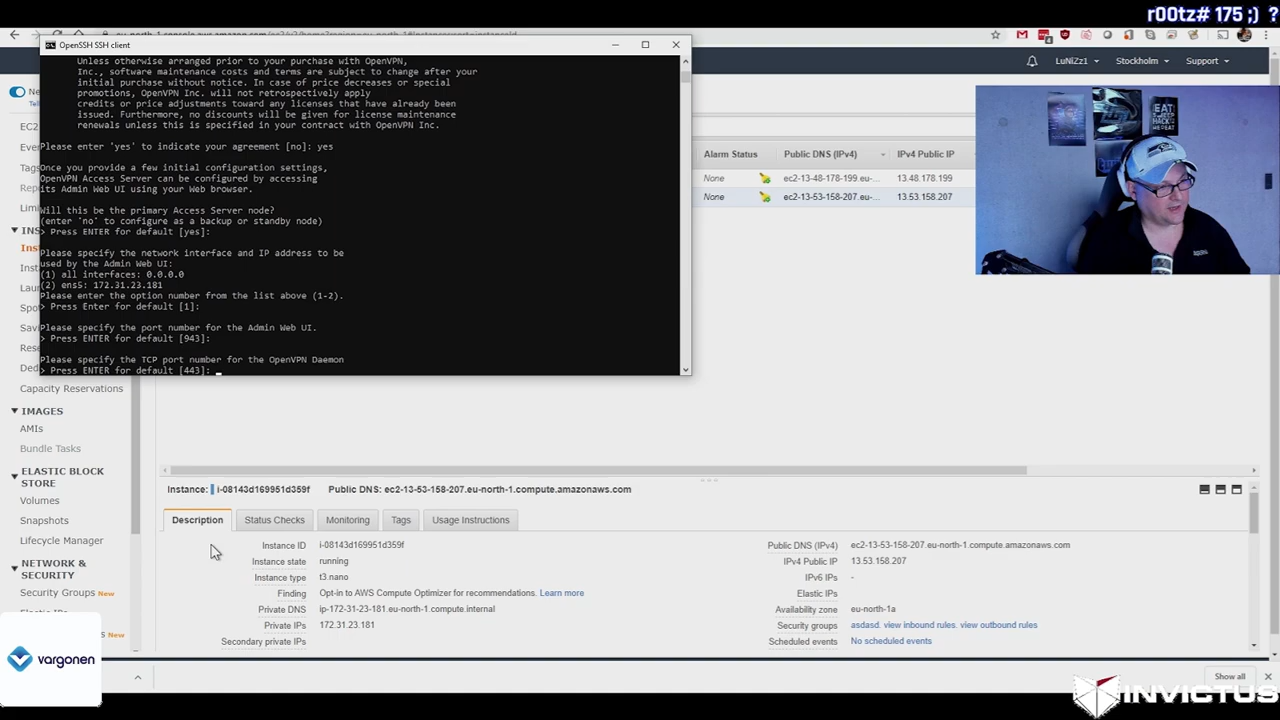 r00tz# 175 ;) ?
OpenSSH SSH client
Unless otherwise arranged prior to your purchase with OpenVPN,
Inc., software maintenance costs and terms are subject to change after your
initial purchase without notice. In case of price decreases or special
promotions, OpenVPN Inc. will not retrospectively apply
credits or price adjustments toward any licenses that have already been
issued. Furthermore, no discounts will be given for license maintenance
renewals unless this is specified in your contract with OpenVPN Inc.
Please enter 'yes' to indicate your agreement [no]: yes
Once you provide a few initial configuration settings,
OpenVPN Access Server can be configured by accessing
its Admin Web UI using your Web browser.
Will this be the primary Access Server node?
(enter 'no' to configure as a backup or standby node)
> Press ENTER for default [yes]:
Please specify the network interface and IP address to be
used by the Admin Web UI:
(1) all interfaces: 0.0.0.0
(2) ens5: 172.31.23.181
Please enter the option number from the list above (1-2).
> Press Enter for default [1]:
Please specify the port number for the Admin Web UI.
> Press ENTER for default [943]:
Please specify the TCP port number for the OpenVPN Daemon
> Press ENTER for default [443]:
LuNiZz1 Stockholm Support
Alarm Status Public DNS (IPv4) IPv4 Public IP
None ec2-13-48-178-199.eu-... 13.48.178.199
None ec2-13-53-158-207.eu-... 13.53.158.207
EAT
SLEEP
HACK
REPEAT
Capacity Reservations
IMAGES
AMIs
Bundle Tasks
ELASTIC BLOCK
STORE
Volumes
Snapshots
Lifecycle Manager
NETWORK &
SECURITY
Security Groups New
New
Instance: i-08143d169951d359f Public DNS: ec2-13-53-158-207.eu-north-1.compute.amazonaws.com
Description Status Checks Monitoring Tags Usage Instructions
Instance ID i-08143d169951d359f Public DNS (IPv4) ec2-13-53-158-207.eu-north-1.compute.amazonaws.com
Instance state running IPv4 Public IP 13.53.158.207
Instance type t3.nano IPv6 IPs -
Finding Opt-in to AWS Compute Optimizer for recommendations. Learn more Elastic IPs
Private DNS ip-172-31-23-181.eu-north-1.compute.internal Availability zone eu-north-1a
Private IPs 172.31.23.181 Security groups asdasd. view inbound rules. view outbound rules
Secondary private IPs Scheduled events No scheduled events
vargonen
Show all
INVICTUS